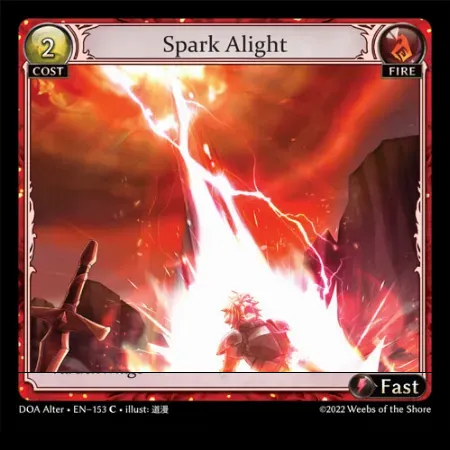 2
Spark Alight
COST
FIRE
Fast
DOA Alter • EN-153 C • illust: 道漫
©2022 Weebs of the Shore